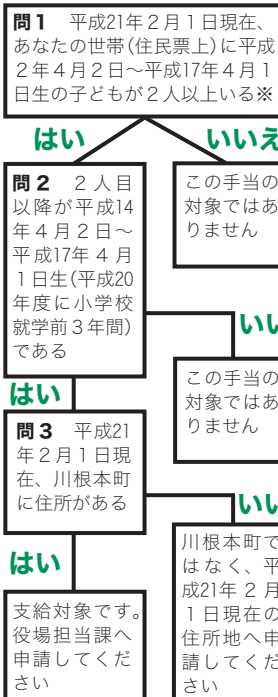 問1　平成21年2月1日現在、
あなたの世帯(住民票上)に平成
2年4月2日～平成17年4月1
日生の子どもが2人以上いる※
はい
いいえ
問2　2人目
以降が平成14
年4月2日～
平成17年4月
1日生(平成20
年度に小学校
就学前3年間)
である
この手当の
対象ではあ
りません
いい
はい
この手当の
対象ではあ
りません
問3　平成21
年2月1日現
在、川根本町
に住所がある
いい
はい
支給対象です。
役場担当課へ
申請してくだ
さい
川根本町で
はなく、平
成21年2月
1日現在の
住所地へ申
請してくだ
さい